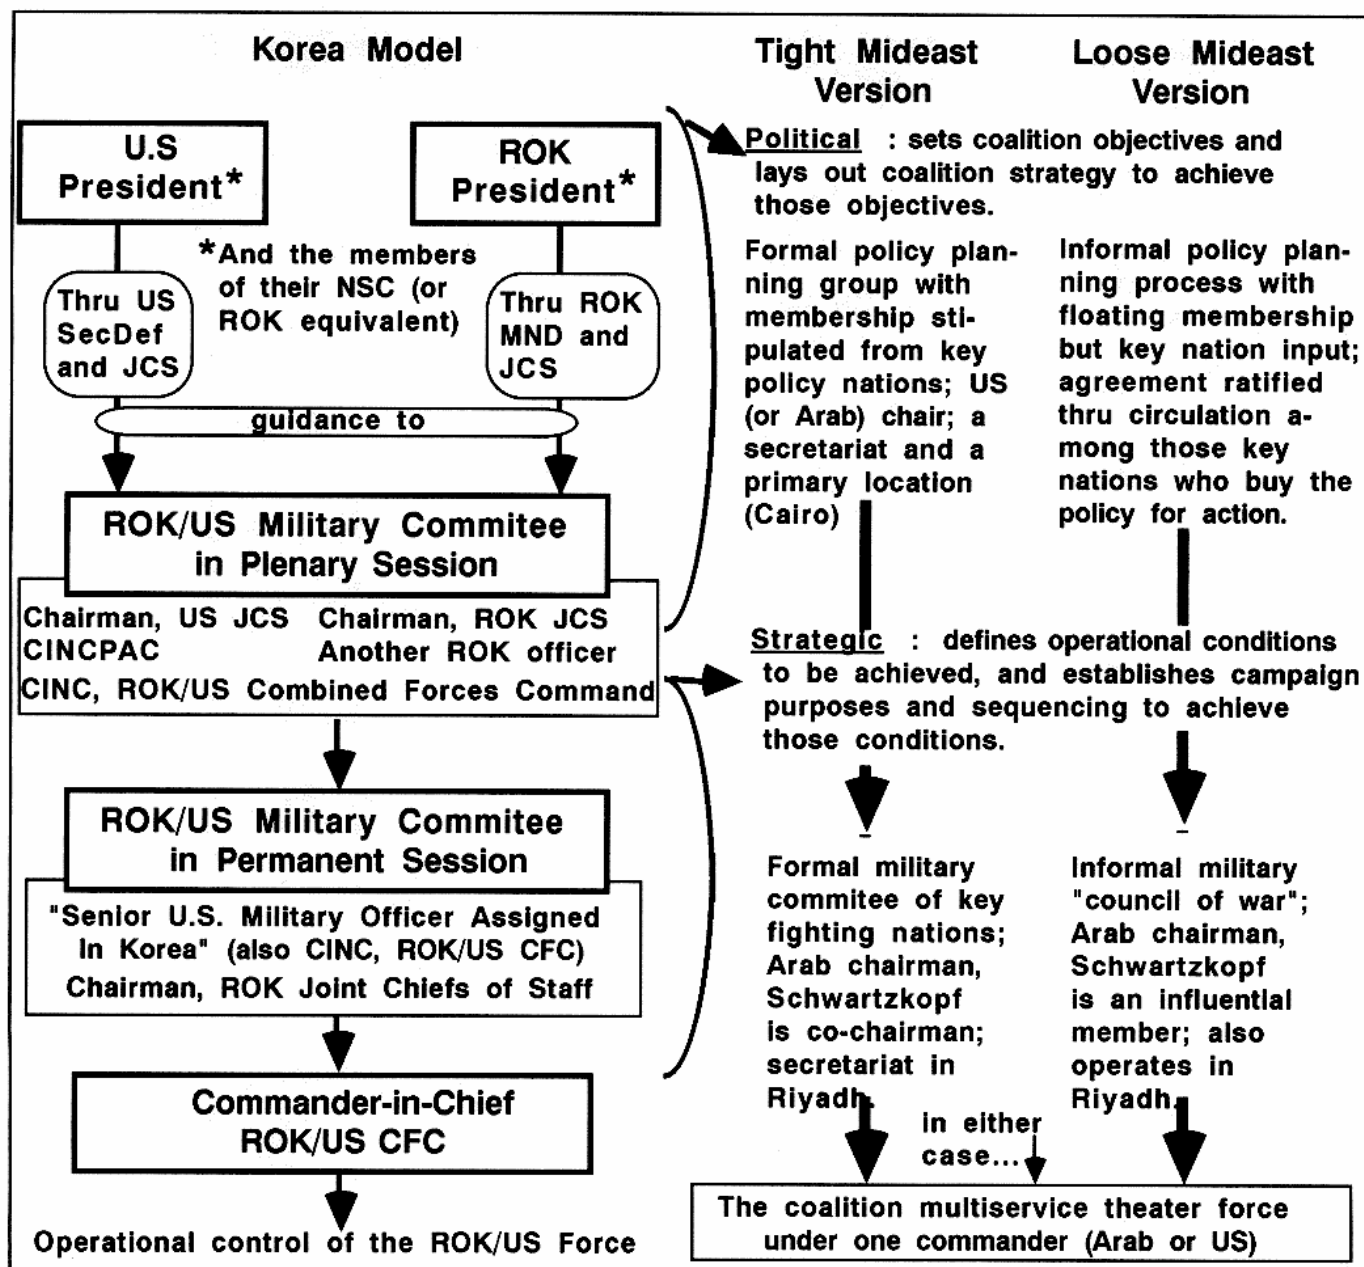 Korea Model
U.S
President*
ROK
President*
*And the members
of their NSC (or
ROK equivalent)
Thru US
SecDef
and JCS
Thru ROK
MND and
JCS
guidance to
ROK/US Military Commitee
in Plenary Session
Chairman, US JCS Chairman, ROK JCS
CINCPAC Another ROK officer
CINC, ROK/US Combined Forces Command
ROK/US Military Commitee
in Permanent Session
"Senior U.S. Military Officer Assigned
In Korea" (also CINC, ROK/US CFC)
Chairman, ROK Joint Chiefs of Staff
Commander-in-Chief
ROK/US CFC
Operational control of the ROK/US Force
Tight Mideast
Version
Loose Mideast
Version
Political : sets coalition objectives and
lays out coalition strategy to achieve
those objectives.
Formal policy plan-
ning group with
membership sti-
pulated from key
policy nations; US
(or Arab) chair; a
secretariat and a
primary location
(Cairo)
Informal policy plan-
ning process with
floating membership
but key nation input;
agreement ratified
thru circulation a-
mong those key
nations who buy the
policy for action.
Strategic : defines operational conditions
to be achieved, and establishes campaign
purposes and sequencing to achieve
those conditions.
Formal military
commitee of key
fighting nations;
Arab chairman,
Schwartzkopf
is co-chairman;
secretariat in
Riyadh.
Informal military
"council of war";
Arab chairman,
Schwartzkopf
is an influential
member; also
operates in
Riyadh.
in either
case...
The coalition multiservice theater force
under one commander (Arab or US)